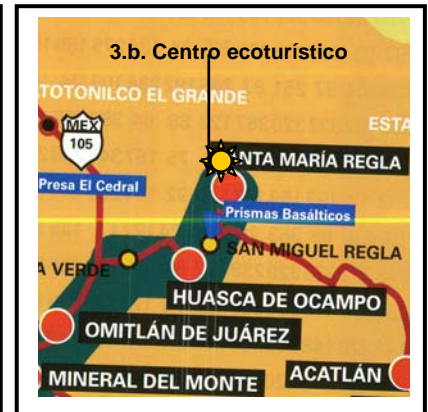 3.b. Centro ecoturístico
TOTONILCO EL GRANDE
MEX
105
ESTA
NTA MARÍA REGLA
Presa El Cedral
Prismas Basálticos
SAN MIGUEL REGLA
A VERDE
HUASCA DE OCAMPO
OMITLÁN DE JUÁREZ
ACATLÁN
MINERAL DEL MONTE